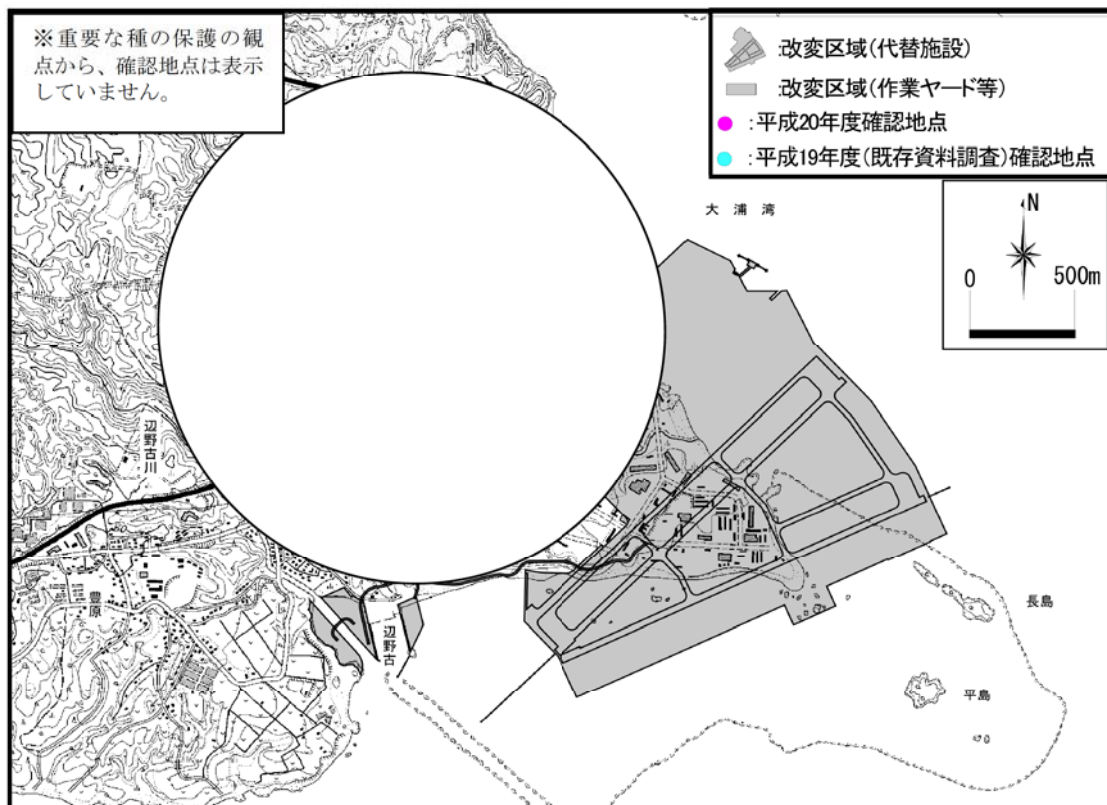 ※重要な種の保護の観
点から、確認地点は表示
していません。
:改変区域(代替施設)
:改変区域(作業ヤード等)
:平成20年度確認地点
:平成19年度(既存資料調査)確認地点
大浦湾
N
0 500m
辺野古川
豊原
辺野古
長島
平島